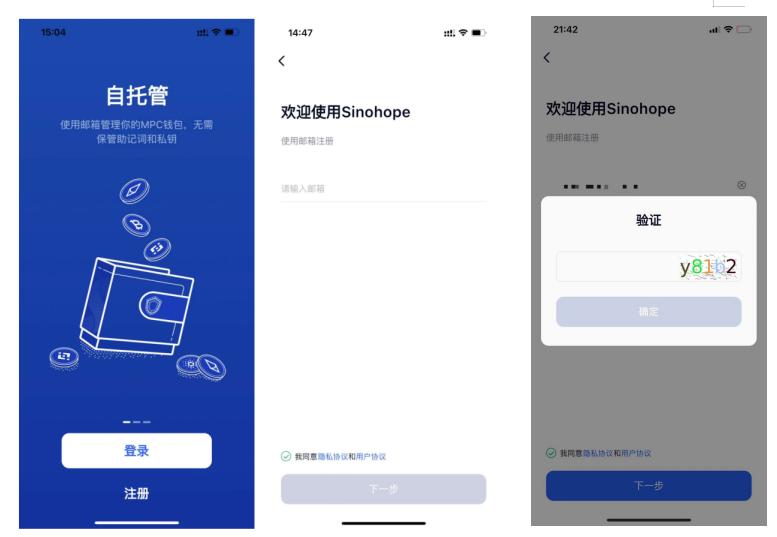 15:04
自托管
使用邮箱管理你的MPC钱包，无需
保管助记词和私钥
登录
注册
14:47
欢迎使用Sinohope
使用邮箱注册
请输入邮箱
我同意隐私协议和用户协议
下一步
21:42
欢迎使用Sinohope
使用邮箱注册
验证
y81b2
确定
我同意隐私协议和用户协议
下一步